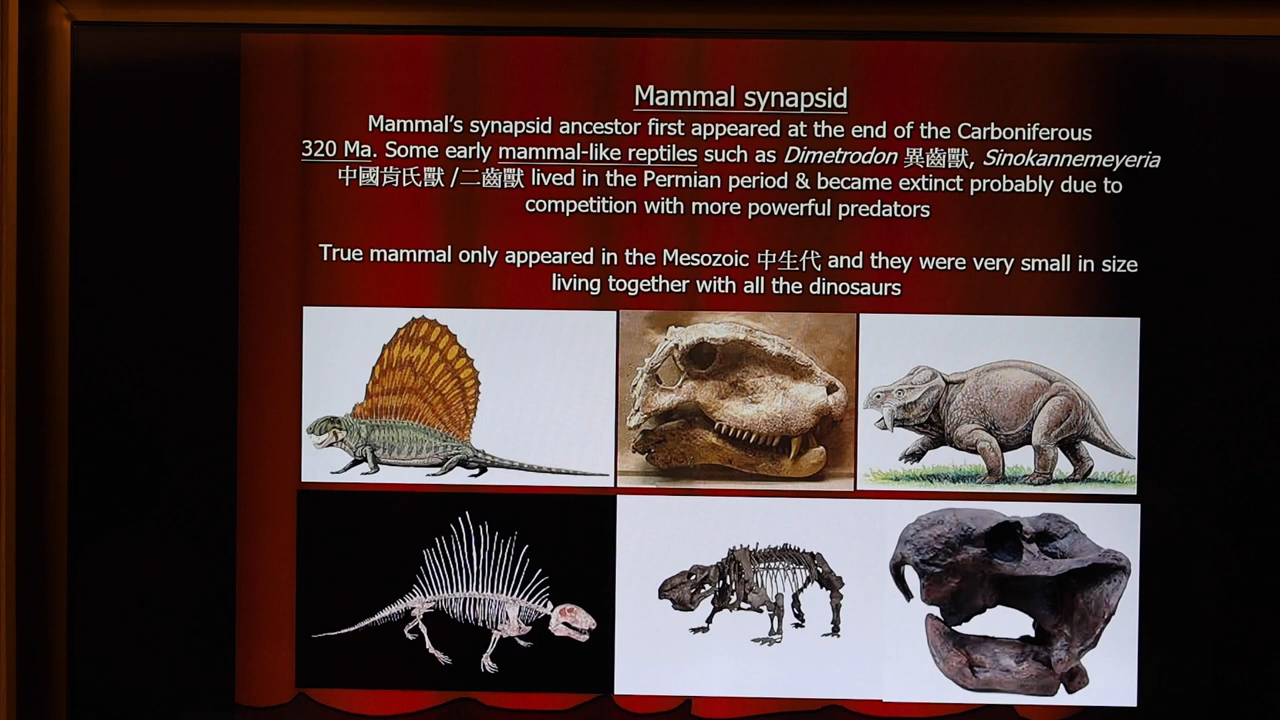 Mammal synapsid
Mammal's synapsid ancestor first appeared at the end of the Carboniferous
320 Ma. Some early mammal-like reptiles such as Dimetrodon 異齒獸, Sinokannemeyeria
中國肯氏獸 /二齒獸 lived in the Permian period & became extinct probably due to
competition with more powerful predators
True mammal only appeared in the Mesozoic 中生代 and they were very small in size
living together with all the dinosaurs